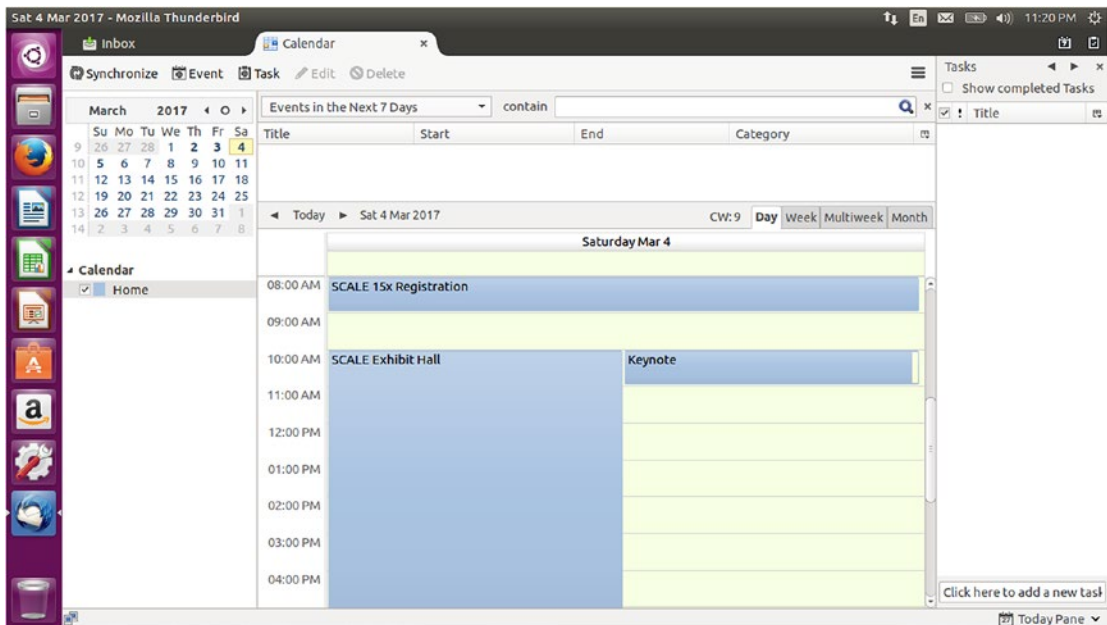 Sat 4 Mar 2017 - Mozilla Thunderbird
En
11:20 PM
Inbox
Calendar
Synchronize Event Task Edit Delete
Tasks
Show completed Tasks
! Title
March 2017
Su Mo Tu We Th Fr Sa
9 26 27 28 1 2 3 4
10 5 6 7 8 9 10 11
11 12 13 14 15 16 17 18
12 19 20 21 22 23 24 25
13 26 27 28 29 30 31 1
14 2 3 4 5 6 7 8
Calendar
Home
Events in the Next 7 Days contain
Title Start End Category
Today Sat 4 Mar 2017 CW: 9 Day Week Multiweek Month
Saturday Mar 4
08:00 AM SCALE 15x Registration
09:00 AM
10:00 AM SCALE Exhibit Hall Keynote
11:00 AM
12:00 PM
01:00 PM
02:00 PM
03:00 PM
04:00 PM
Click here to add a new task
Today Pane
A
a